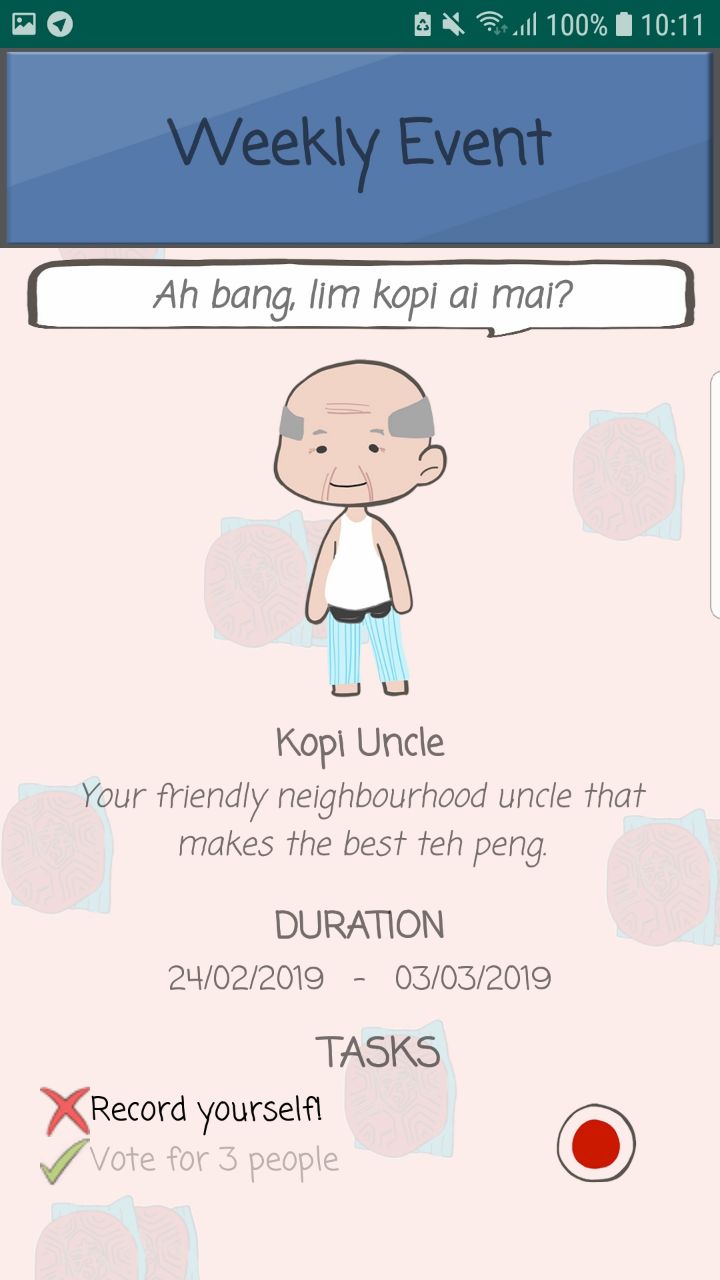 100% 10:11
Weekly Event
Ah bang, lim kopi ai mai?
Kopi Uncle
Your friendly neighbourhood uncle that
makes the best teh peng.
DURATION
24/02/2019 - 03/03/2019
TASKS
Record yourself!
Vote for 3 people